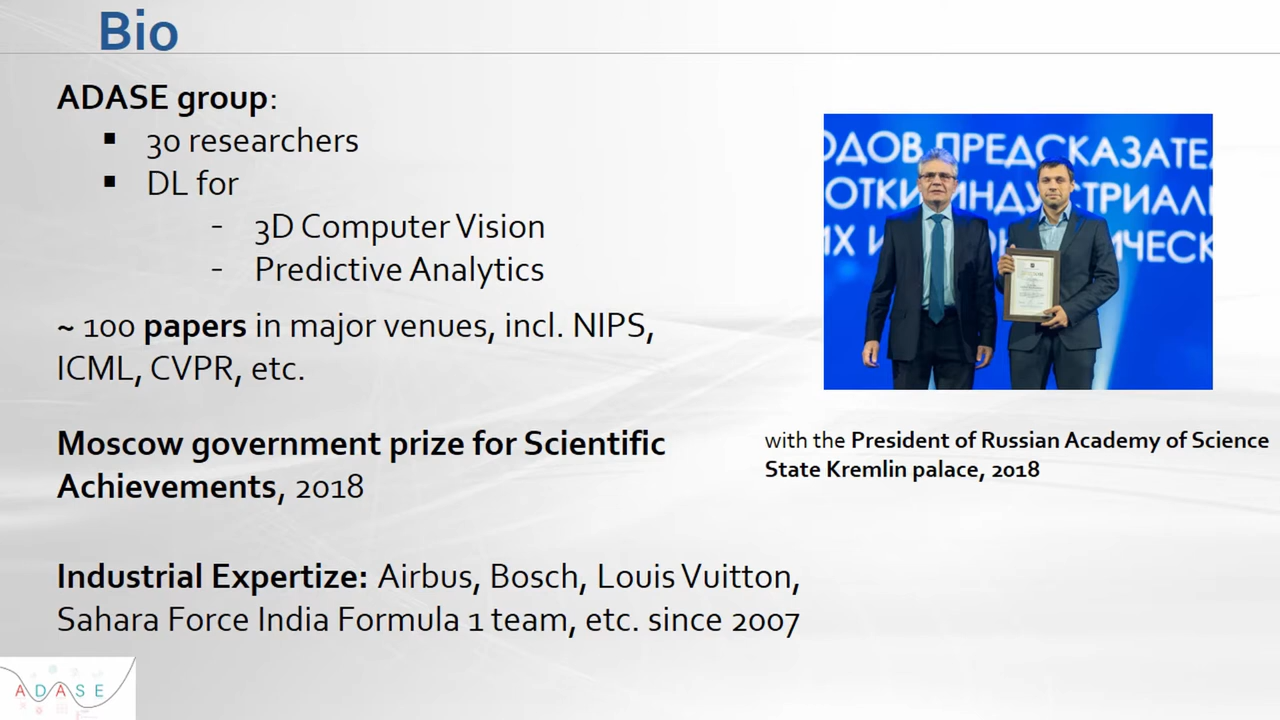 Bio
ADASE group:
▪ 30 researchers
▪ DL for
- 3D Computer Vision
- Predictive Analytics
~ 100 papers in major venues, incl. NIPS,
ICML, CVPR, etc.
Moscow government prize for Scientific
Achievements, 2018
Industrial Expertize: Airbus, Bosch, Louis Vuitton,
Sahara Force India Formula 1 team, etc. since 2007
ОДОВ ПРЕДСКАЗАТЕЛ
ОТКИ ИНДУСТРИАЛ
with the President of Russian Academy of Science
State Kremlin palace, 2018
ADASE